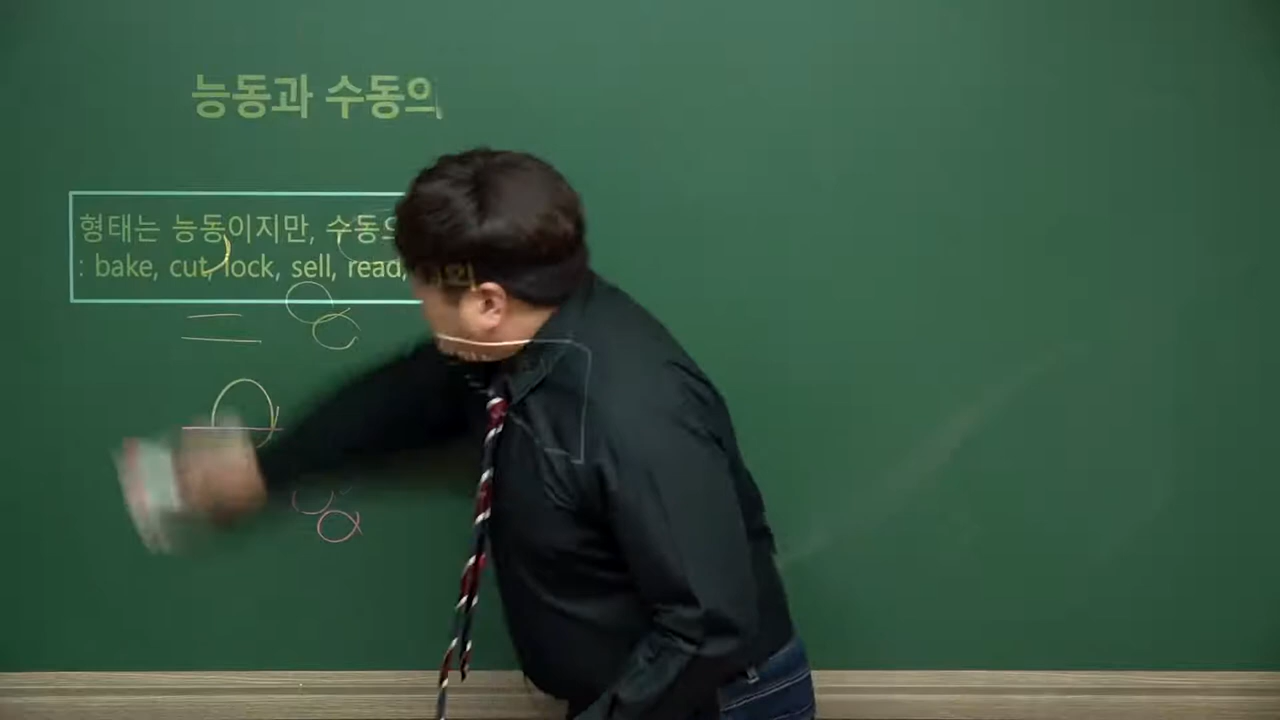 능동과 수동의
형태는 능동이지만, 수동의
: bake, cut, lock, sell, read,